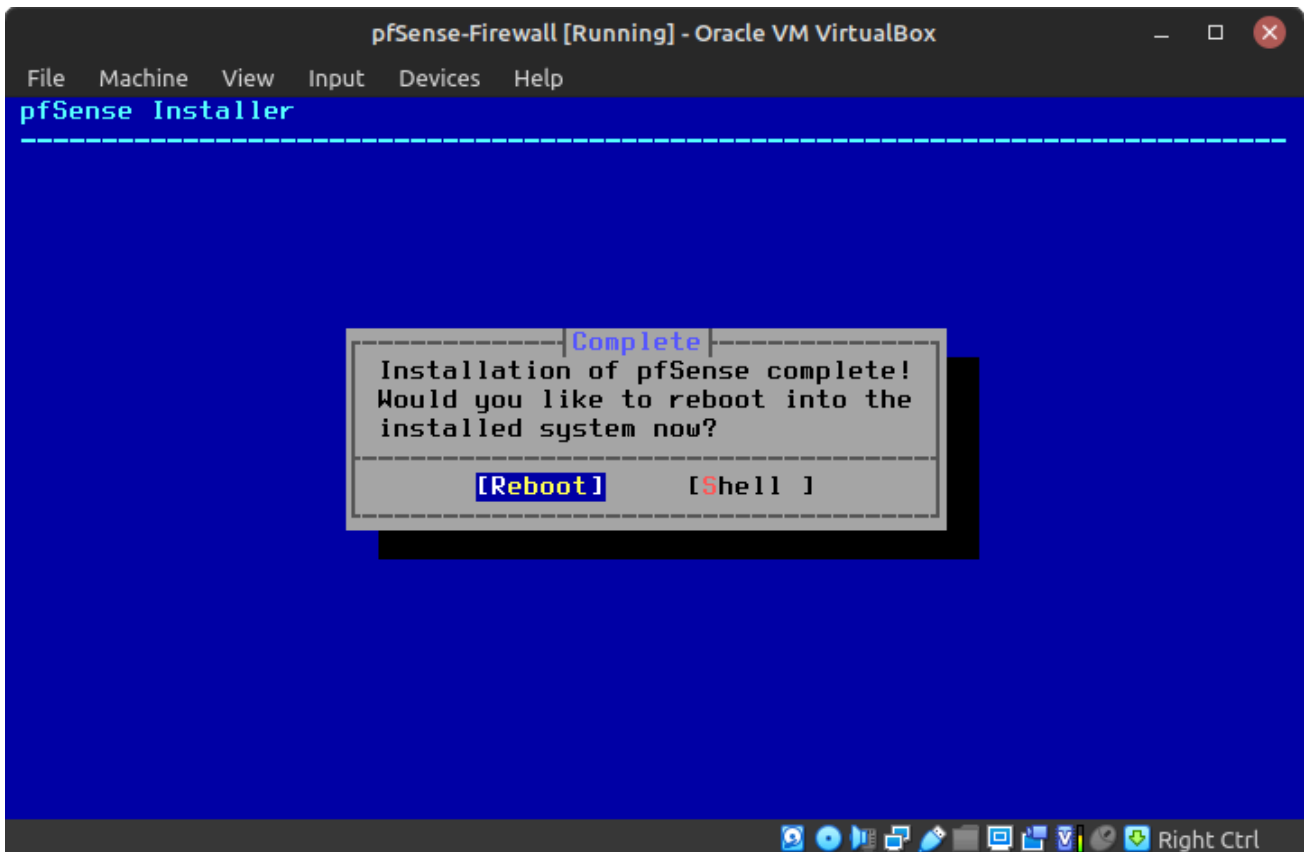 pfSense-Firewall [Running] - Oracle VM VirtualBox
File Machine View Input Devices Help
pfSense Installer
Complete
Installation of pfSense complete!
Would you like to reboot into the
installed system now?
[Reboot] [Shell ]
Right Ctrl